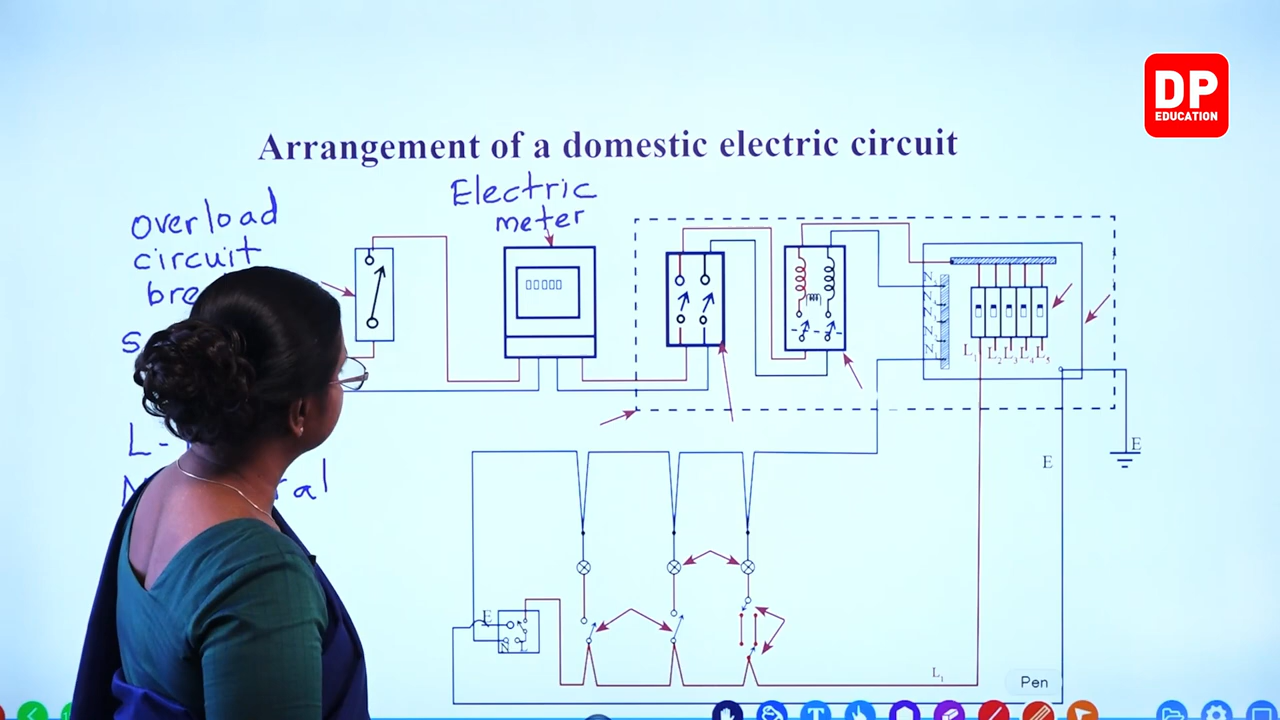 DP
EDUCATION
Arrangement of a domestic electric circuit
Overload
circuit
Electric
meter
N
N
N
N
N
L1
L2
L3
L4
L5
E
E
E
N
L
L1
Pen